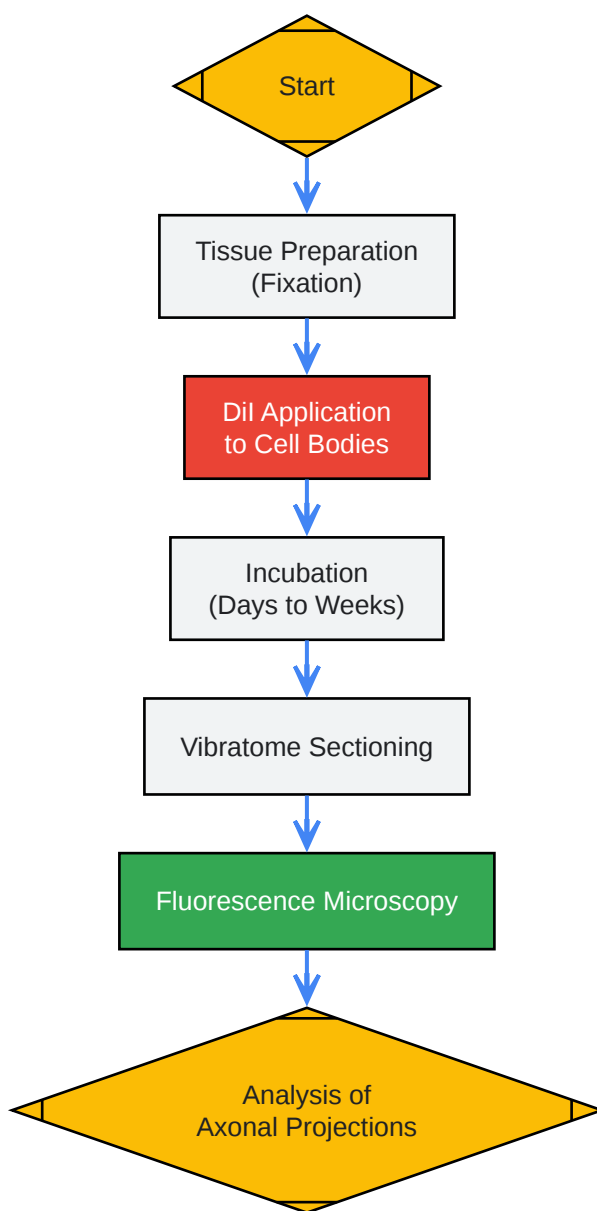 Start
Tissue Preparation
(Fixation)
DiI Application
to Cell Bodies
Incubation
(Days to Weeks)
Vibratome Sectioning
Fluorescence Microscopy
Analysis of
Axonal Projections